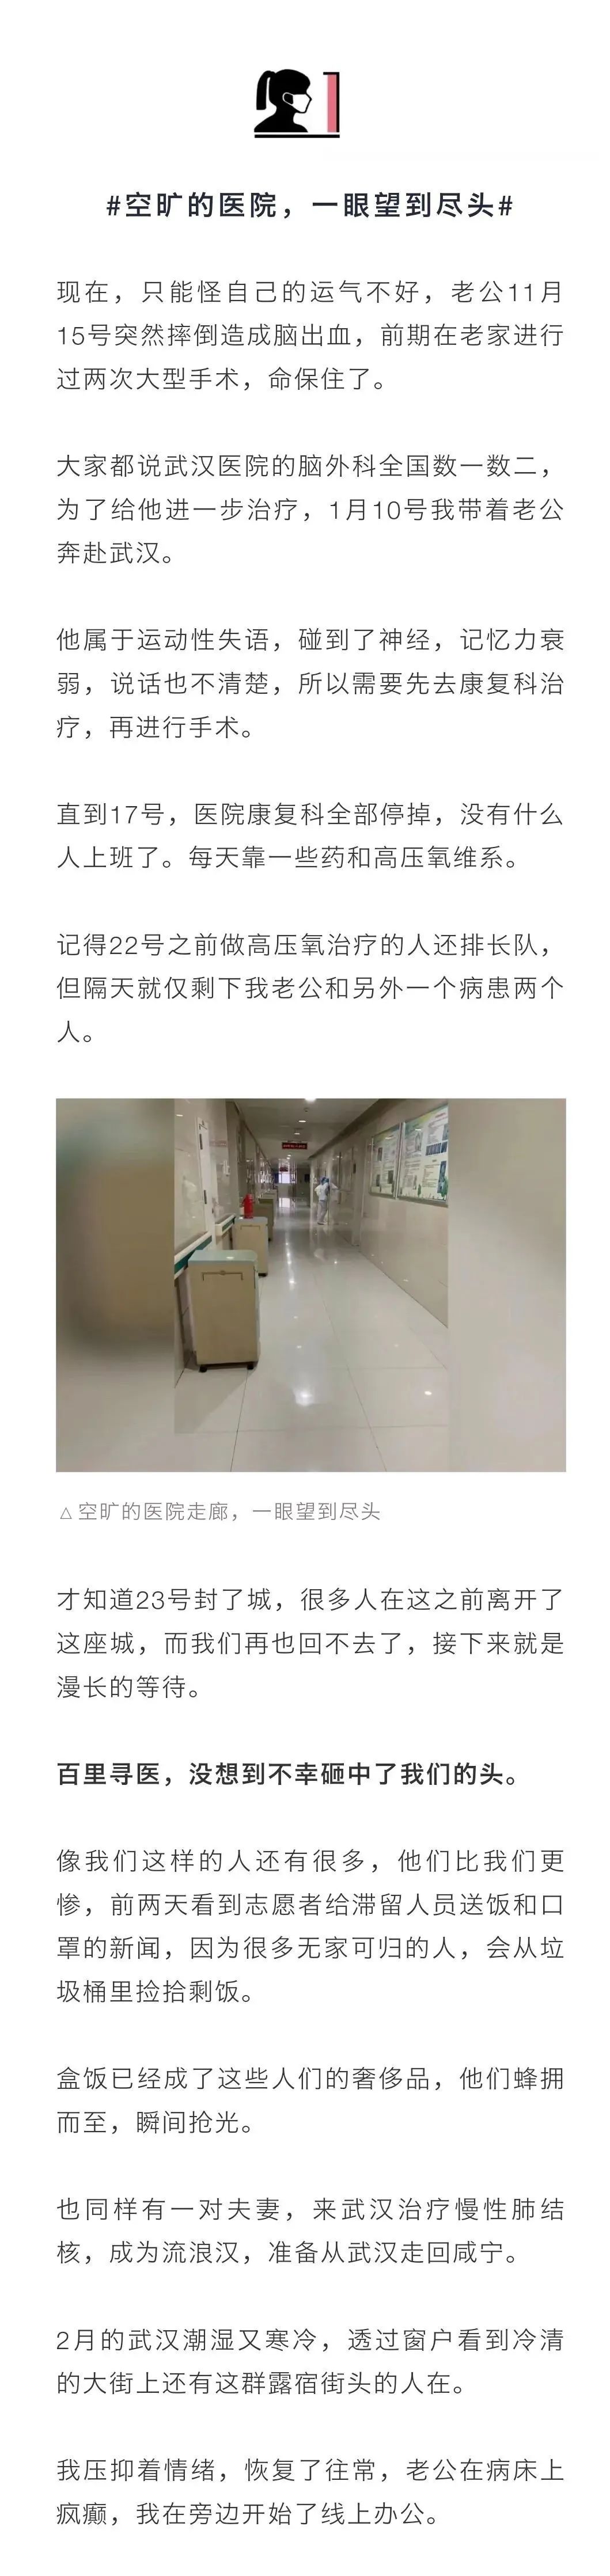 1
#空旷的医院，一眼望到尽头#
现在，只能怪自己的运气不好，老公11月
15号突然摔倒造成脑出血，前期在老家进行
过两次大型手术，命保住了。
大家都说武汉医院的脑外科全国数一数二，
为了给他进一步治疗，1月10号我带着老公
奔赴武汉。
他属于运动性失语，碰到了神经，记忆力衰
弱，说话也不清楚，所以需要先去康复科治
疗，再进行手术。
直到17号，医院康复科全部停掉，没有什么
人上班了。每天靠一些药和高压氧维系。
记得22号之前做高压氧治疗的人还排长队，
但隔天就仅剩下我老公和另外一个病患两个
人。
△空旷的医院走廊，一眼望到尽头
才知道23号封了城，很多人在这之前离开了
这座城，而我们再也回不去了，接下来就是
漫长的等待。
百里寻医，没想到不幸砸中了我们的头。
像我们这样的人还有很多，他们比我们更
惨，前两天看到志愿者给滞留人员送饭和口
罩的新闻，因为很多无家可归的人，会从垃
圾桶里捡拾剩饭。
盒饭已经成了这些人们的奢侈品，他们蜂拥
而至，瞬间抢光。
也同样有一对夫妻，来武汉治疗慢性肺结
核，成为流浪汉，准备从武汉走回咸宁。
2月的武汉潮湿又寒冷，透过窗户看到冷清
的大街上还有这群露宿街头的人在。
我压抑着情绪，恢复了往常，老公在病床上
疯癫，我在旁边开始了线上办公。